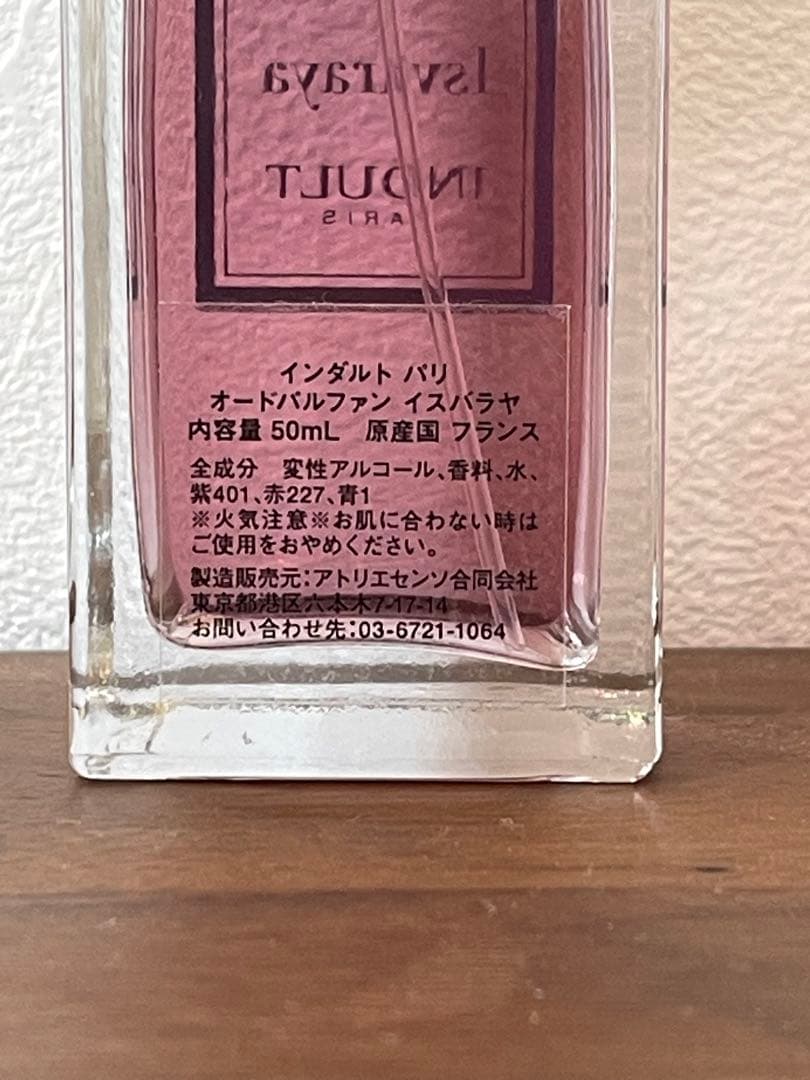 Isvaraya
INDULT
PARIS
インダルト パリ
オードパルファン イスバラヤ
内容量 50mL 原産国 フランス
全成分 変性アルコール、香料、水、
紫401、赤227、青1
※火気注意※お肌に合わない時は
ご使用をおやめください。
製造販売元：アトリエセンソ合同会社
東京都港区六本木7-17-14
お問い合わせ先：03-6721-1064